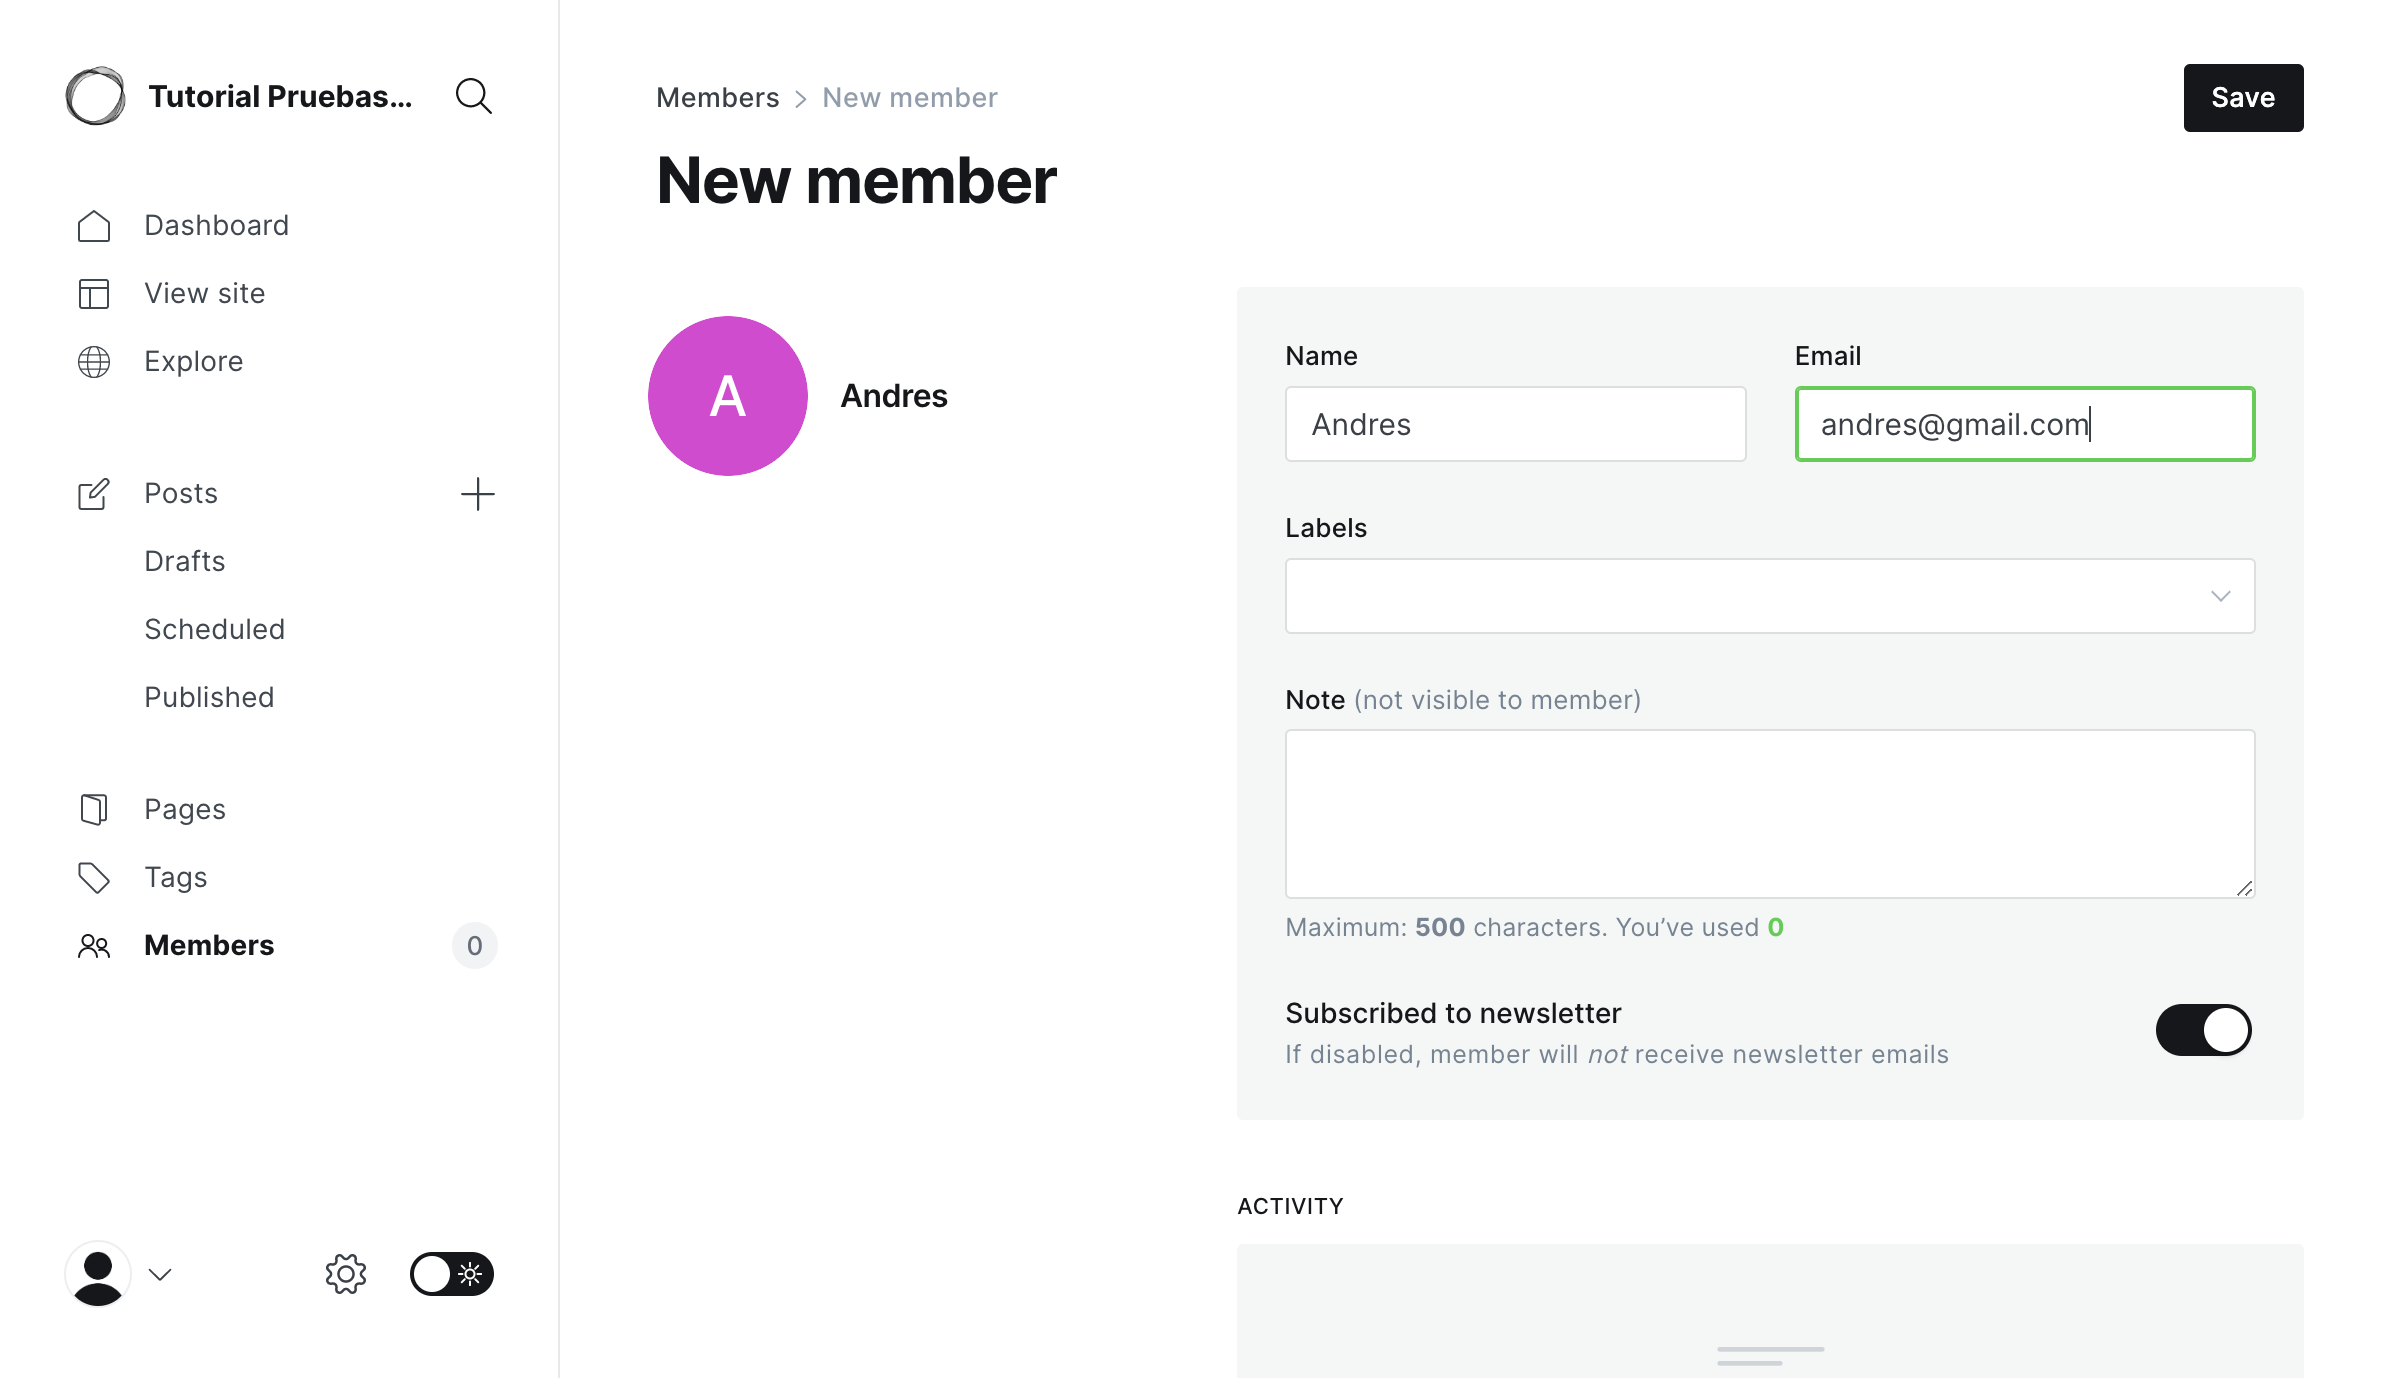 Tutorial Pruebas...
Dashboard
View site
Explore
Posts
Drafts
Scheduled
Published
Pages
Tags
Members 0
Members > New member
Save
New member
A Andres
Name
Andres
Email
andres@gmail.com
Labels
Note (not visible to member)
Maximum: 500 characters. You’ve used 0
Subscribed to newsletter
If disabled, member will not receive newsletter emails
ACTIVITY